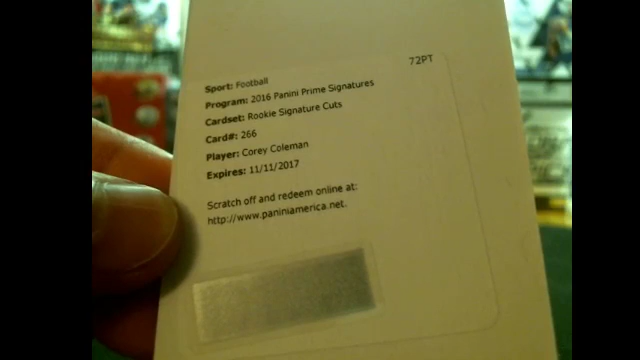 72PT
Sport: Football
Program: 2016 Panini Prime Signatures
Cardset: Rookie Signature Cuts
Card#: 266
Player: Corey Coleman
Expires: 11/11/2017
Scratch off and redeem online at:
http://www.paniniamerica.net.